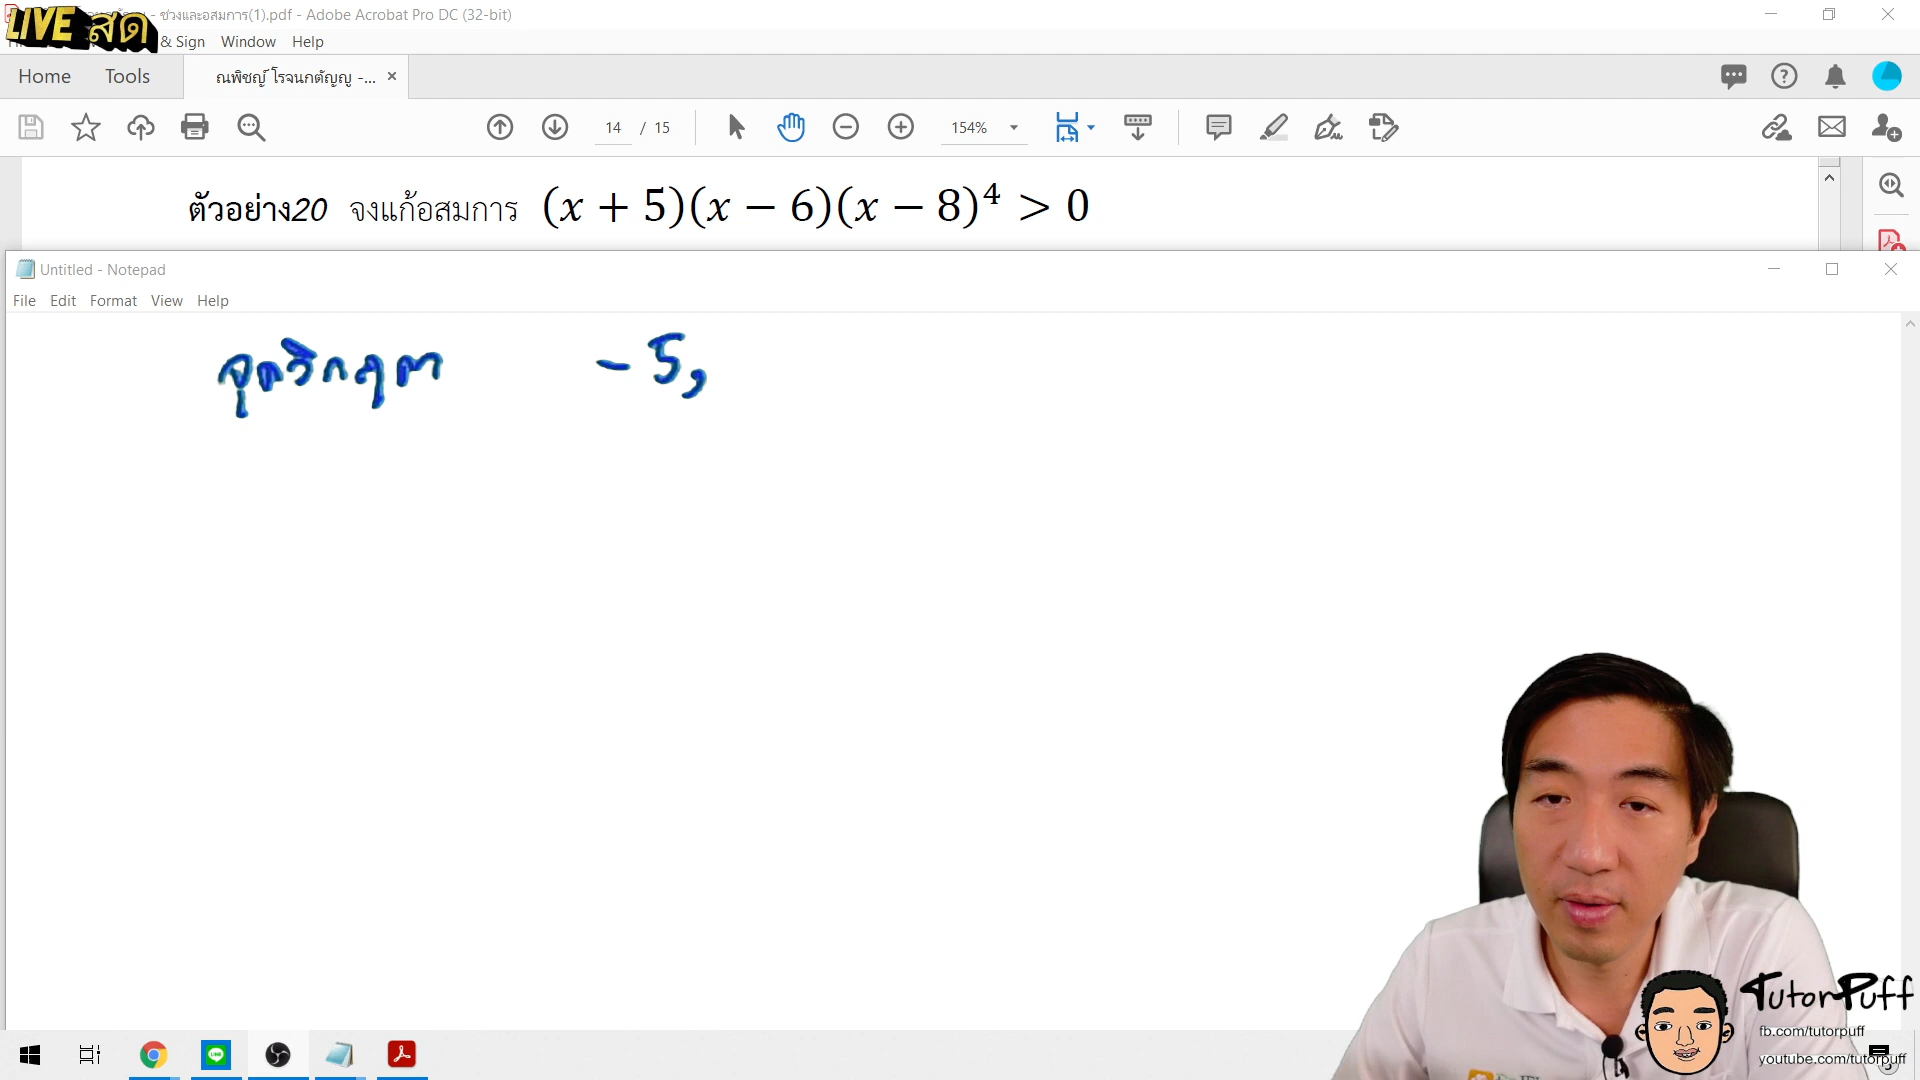 LIVE สด
- ช่วงและอสมการ(1).pdf - Adobe Acrobat Pro DC (32-bit)
& Sign Window Help
Home Tools ณพิชญ์ โรจนกตัญญู -... ×
14 / 15 154%
ตัวอย่าง20 จงแก้อสมการ (x + 5)(x − 6)(x − 8)⁴ > 0
Untitled - Notepad
File Edit Format View Help
จุดวิกฤต - 5,
TutorPuff
fb.com/tutorpuff
youtube.com/tutorpuff